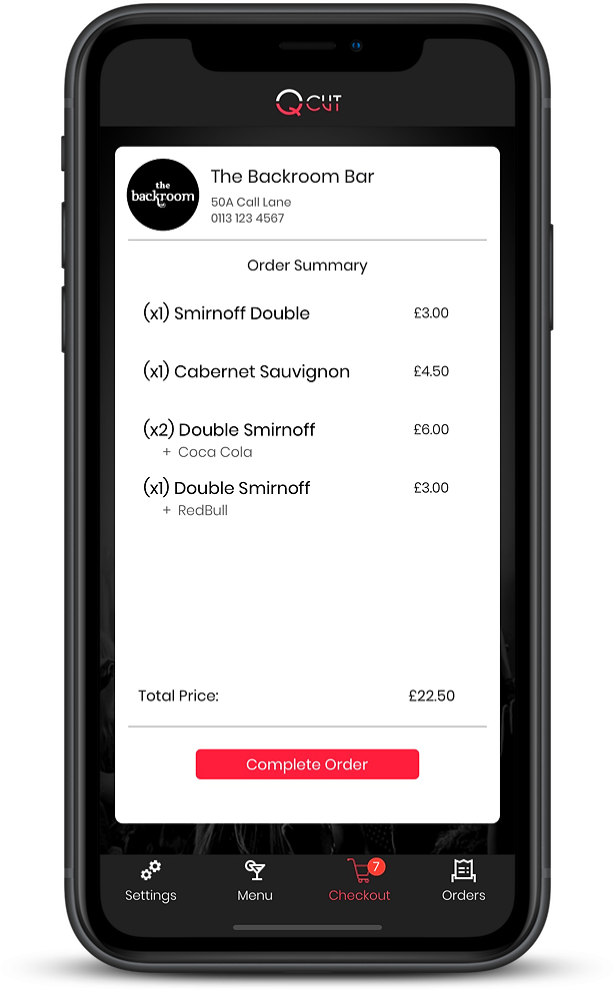 QCUT
the
backroom
The Backroom Bar
50A Call Lane
0113 123 4567
Order Summary
(x1) Smirnoff Double £3.00
(x1) Cabernet Sauvignon £4.50
(x2) Double Smirnoff £6.00
+ Coca Cola
(x1) Double Smirnoff £3.00
+ RedBull
Total Price: £22.50
Complete Order
7
Settings Menu Checkout Orders